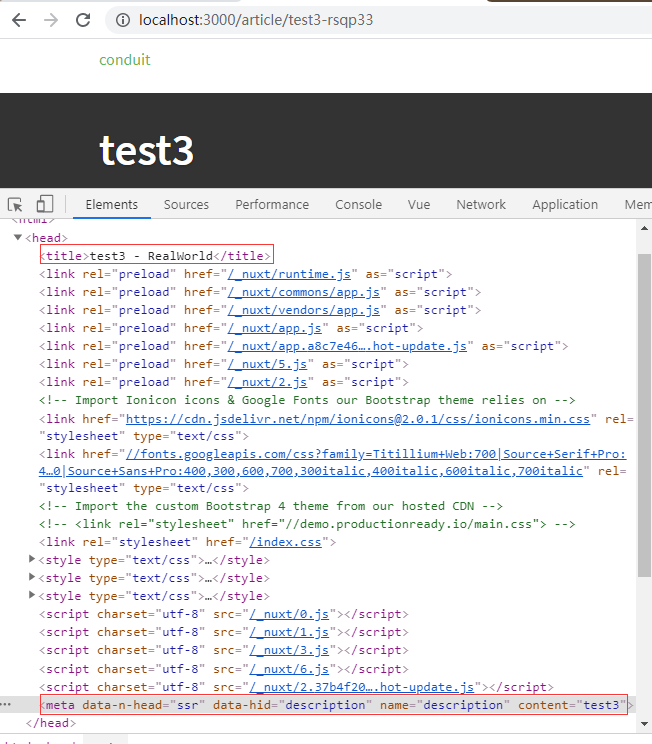 localhost:3000/article/test3-rsqp33
conduit
test3
Elements Sources Performance Console Vue Network Application Mem
<html>
<head>
<title>test3 - RealWorld</title>
<link rel="preload" href="/_nuxt/runtime.js" as="script">
<link rel="preload" href="/_nuxt/commons/app.js" as="script">
<link rel="preload" href="/_nuxt/vendors/app.js" as="script">
<link rel="preload" href="/_nuxt/app.js" as="script">
<link rel="preload" href="/_nuxt/app.a8c7e46….hot-update.js" as="script">
<link rel="preload" href="/_nuxt/5.js" as="script">
<link rel="preload" href="/_nuxt/2.js" as="script">
<!-- Import Ionicon icons & Google Fonts our Bootstrap theme relies on -->
<link href="https://cdn.jsdelivr.net/npm/ionicons@2.0.1/css/ionicons.min.css" rel=
"stylesheet" type="text/css">
<link href="//fonts.googleapis.com/css?family=Titillium+Web:700|Source+Serif+Pro:
4…0|Source+Sans+Pro:400,300,600,700,300italic,400italic,600italic,700italic" rel=
"stylesheet" type="text/css">
<!-- Import the custom Bootstrap 4 theme from our hosted CDN -->
<!-- <link rel="stylesheet" href="//demo.productionready.io/main.css"> -->
<link rel="stylesheet" href="/index.css">
<style type="text/css">…</style>
<style type="text/css">…</style>
<style type="text/css">…</style>
<script charset="utf-8" src="/_nuxt/0.js"></script>
<script charset="utf-8" src="/_nuxt/1.js"></script>
<script charset="utf-8" src="/_nuxt/3.js"></script>
<script charset="utf-8" src="/_nuxt/6.js"></script>
<script charset="utf-8" src="/_nuxt/2.37b4f20….hot-update.js"></script>
<meta data-n-head="ssr" data-hid="description" name="description" content="test3">
</head>